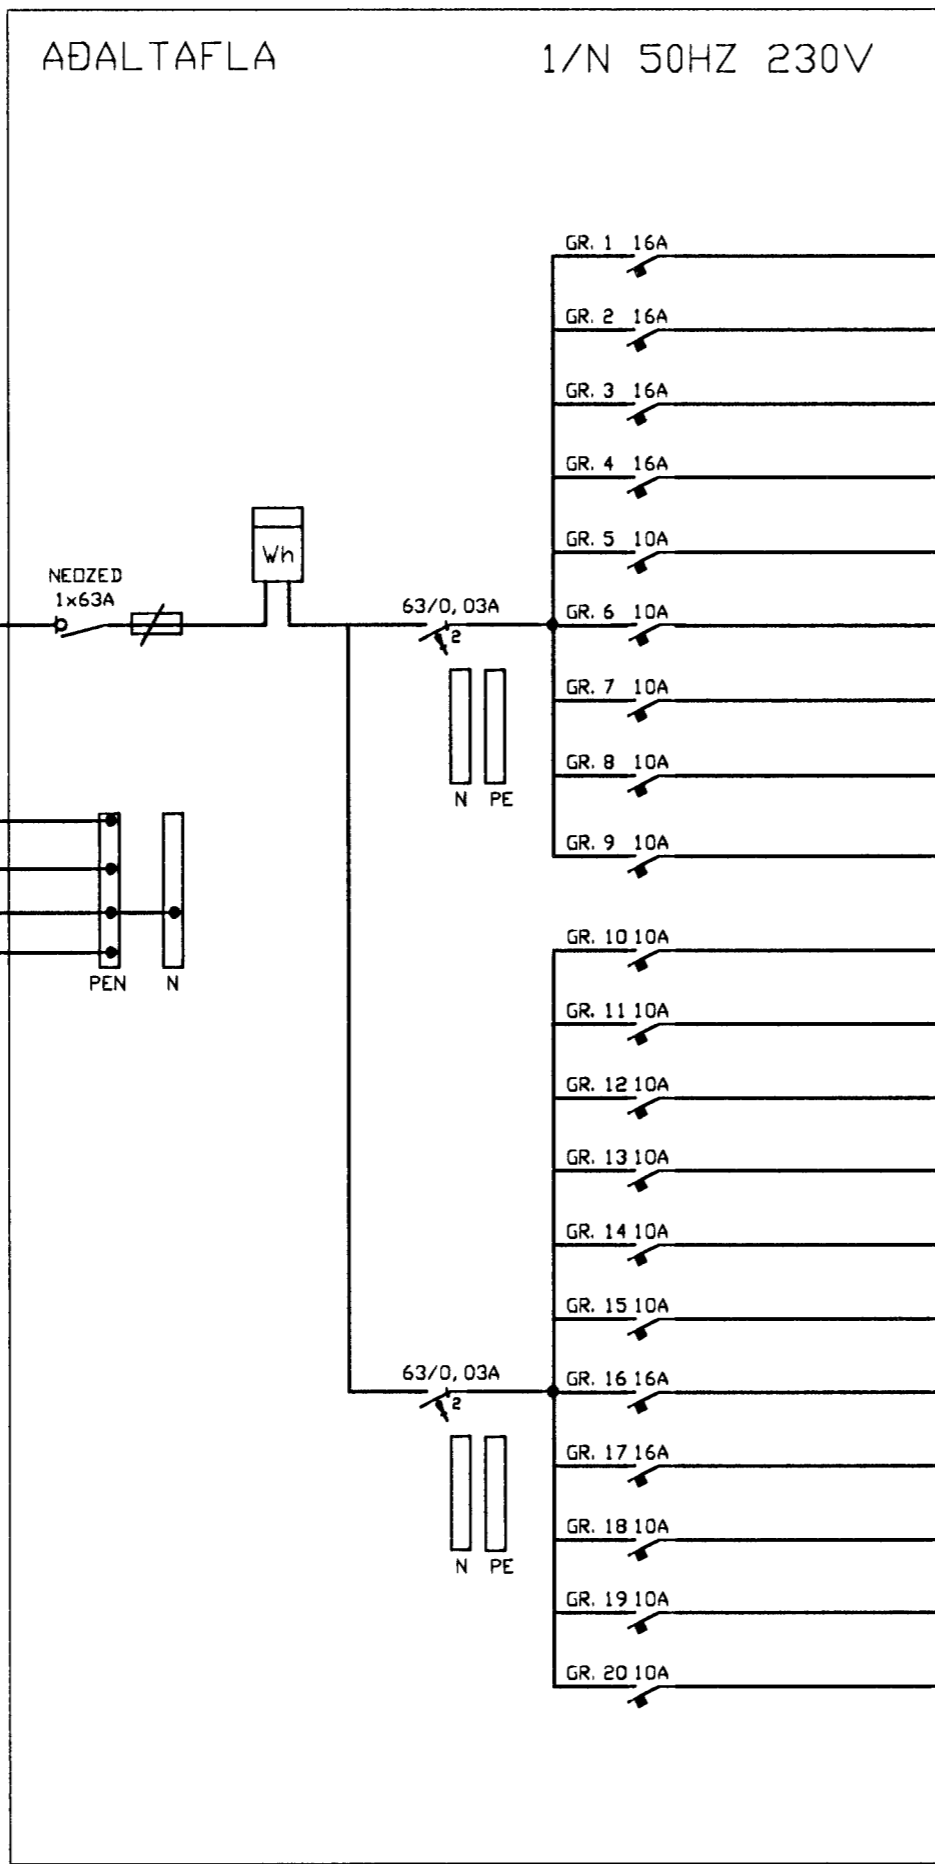 AÐALTAFLA 1/N 50HZ 230V
GR. 1 16A
GR. 2 16A
GR. 3 16A
GR. 4 16A
GR. 5 10A
Wh
NEOZED
1x63A
63/0,03A
2
GR. 6 10A
GR. 7 10A
GR. 8 10A
N PE
GR. 9 10A
PEN N
GR. 10 10A
GR. 11 10A
GR. 12 10A
GR. 13 10A
GR. 14 10A
GR. 15 10A
63/0,03A
2
GR. 16 16A
GR. 17 16A
GR. 18 10A
N PE
GR. 19 10A
GR. 20 10A